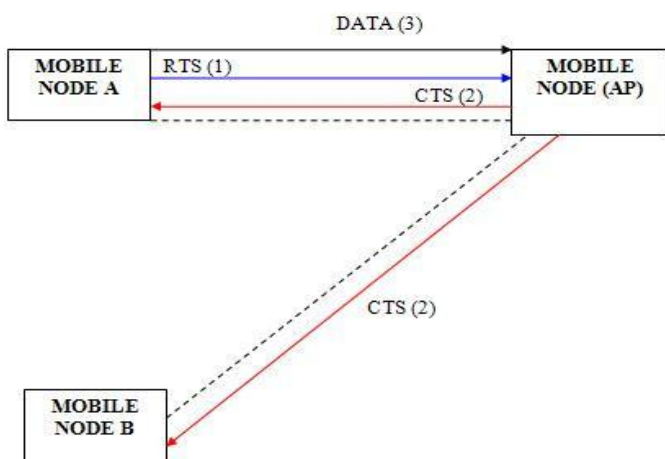 DATA (3)
MOBILE
NODE A
RTS (1)
CTS (2)
MOBILE
NODE (AP)
CTS (2)
MOBILE
NODE B